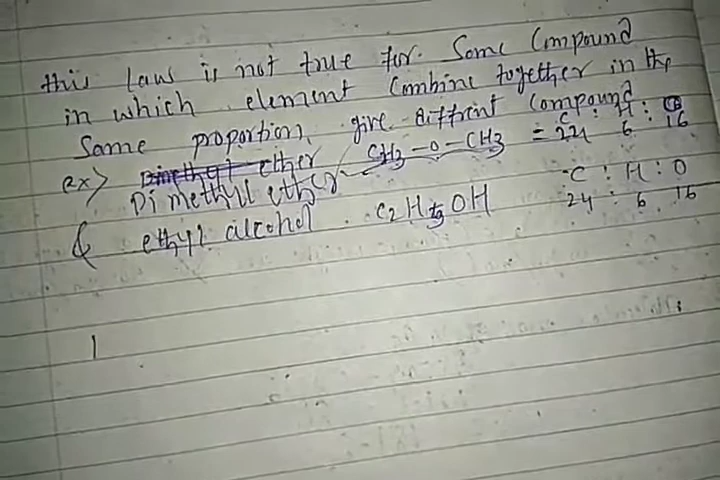 this law is not true for. Some Compound
in which element Combine together in the
Same proportion, give different Compound
C : H : O
ex> ether CH3-O-CH3 = 24 6 16
Dimethyl ether
C : H : O
& ethyl alcohol C2H5OH 24 : 6 16